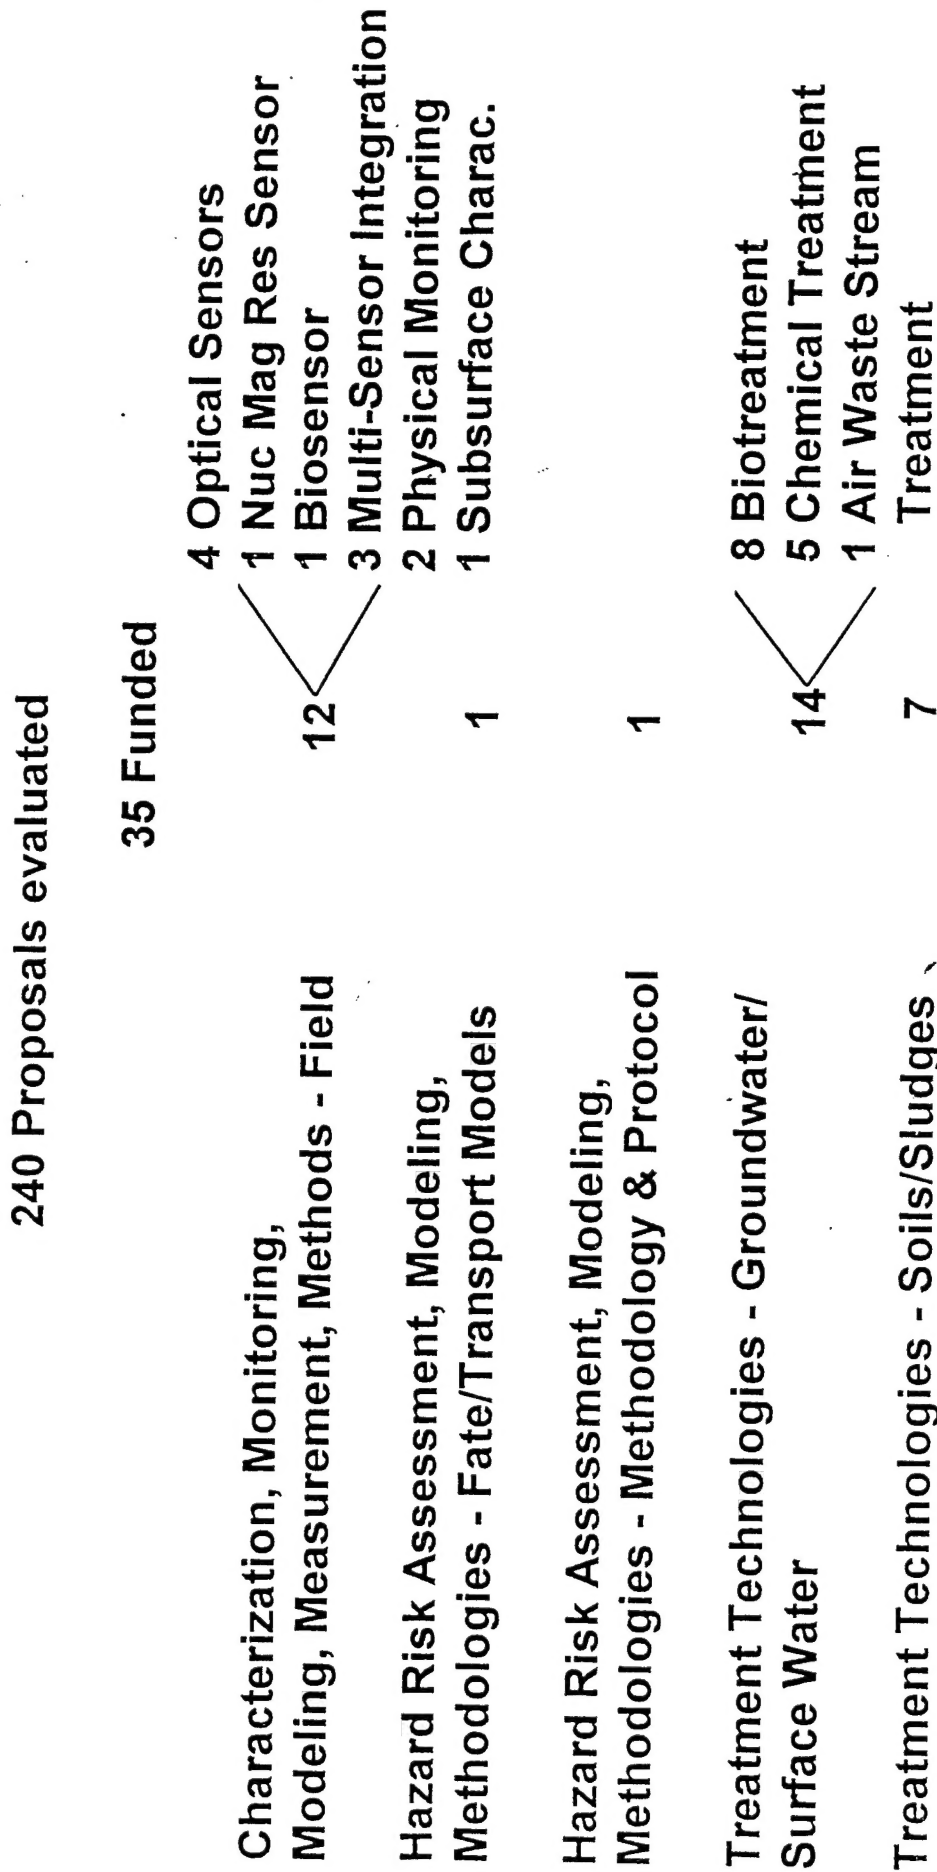 240 Proposals evaluated
35 Funded
Characterization, Monitoring,
Modeling, Measurement, Methods - Field
12
4 Optical Sensors
1 Nuc Mag Res Sensor
1 Biosensor
3 Multi-Sensor Integration
2 Physical Monitoring
1 Subsurface Charac.
Hazard Risk Assessment, Modeling,
Methodologies - Fate/Transport Models
1
Hazard Risk Assessment, Modeling,
Methodologies - Methodology & Protocol
1
Treatment Technologies - Groundwater/
Surface Water
14
8 Biotreatment
5 Chemical Treatment
1 Air Waste Stream
Treatment
Treatment Technologies - Soils/Sludges
7